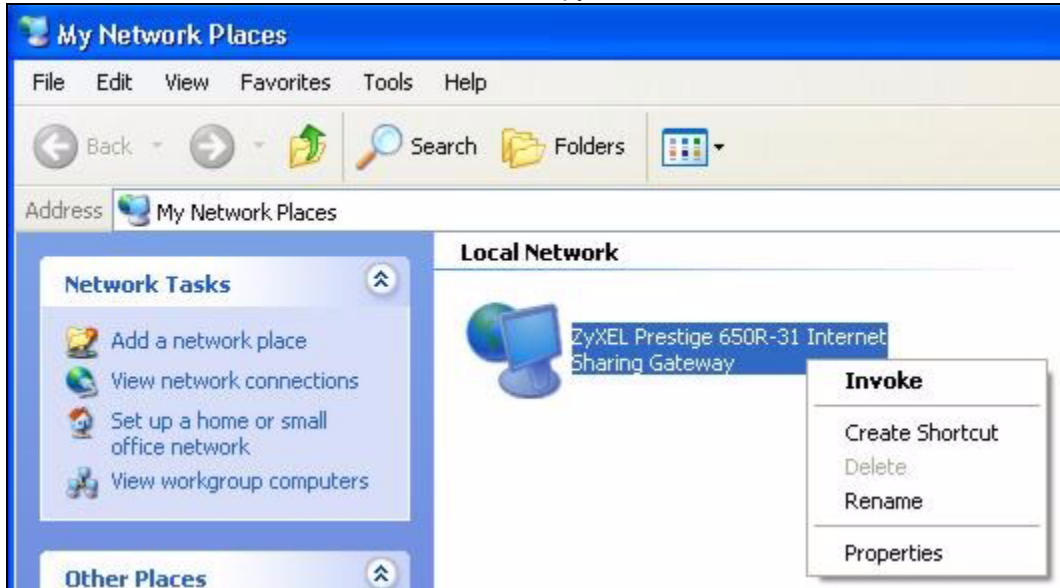 My Network Places
File Edit View Favorites Tools Help
Back Search Folders
Address My Network Places
Network Tasks
Add a network place
View network connections
Set up a home or small
office network
View workgroup computers
Other Places
Local Network
ZyXEL Prestige 650R-31 Internet
Sharing Gateway
Invoke
Create Shortcut
Delete
Rename
Properties